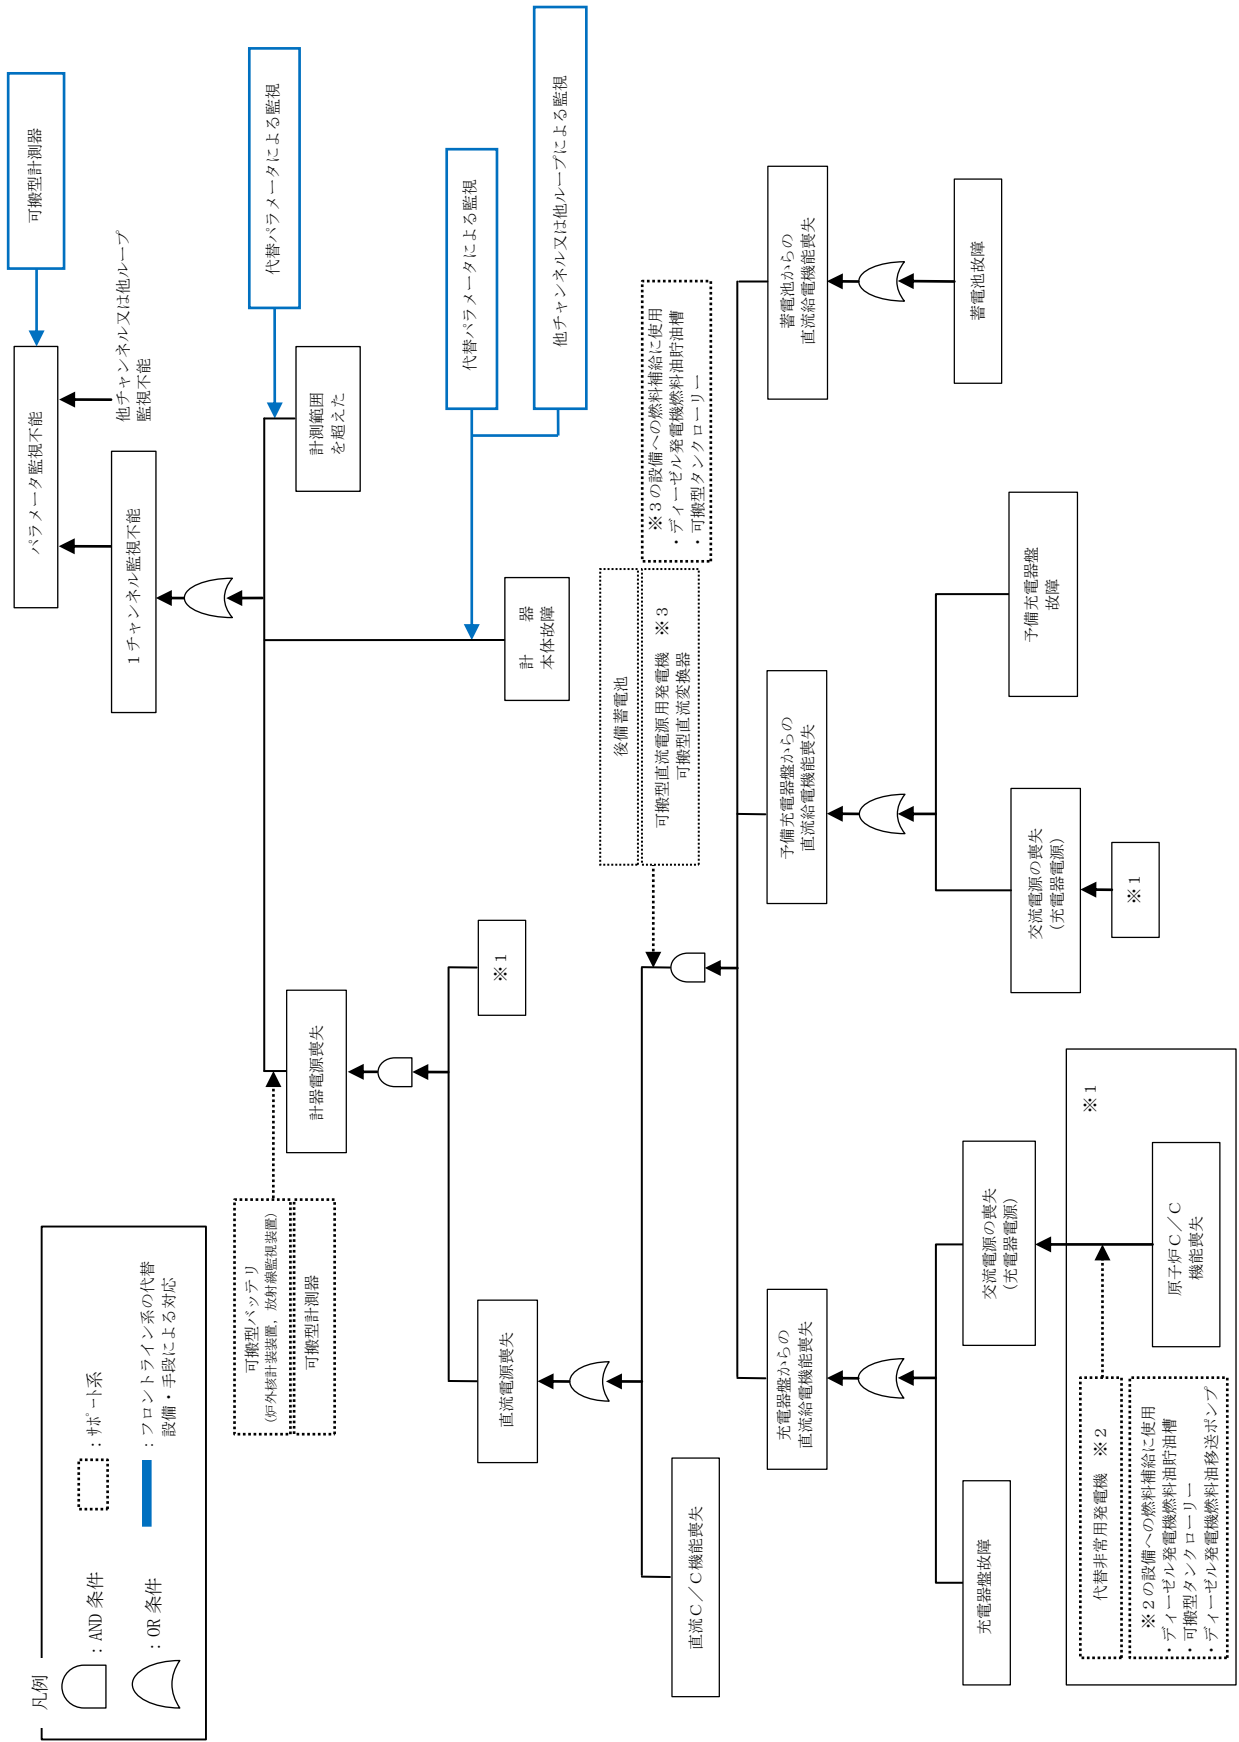 凡例
：AND 条件
：ｻﾎﾟｰﾄ系
：OR 条件
：フロントライン系の代替
設備・手段による対応
可搬型計測器
パラメータ監視不能
他チャンネル又は他ループ
監視不能
１チャンネル監視不能
代替パラメータによる監視
計測範囲
を超えた
代替パラメータによる監視
他チャンネル又は他ループによる監視
計　器
本体故障
可搬型バッテリ
(炉外核計装装置，放射線監視装置)
可搬型計測器
計器電源喪失
※１
直流電源喪失
後備蓄電池
可搬型直流電源用発電機　※３
可搬型直流変換器
※３の設備への燃料補給に使用
・ディーゼル発電機燃料油貯油槽
・可搬型タンクローリー
直流Ｃ／Ｃ機能喪失
充電器盤からの
直流給電機能喪失
予備充電器盤からの
直流給電機能喪失
蓄電池からの
直流給電機能喪失
充電器盤故障
交流電源の喪失
(充電器電源)
交流電源の喪失
(充電器電源)
予備充電器盤
故障
蓄電池故障
※１
※１
代替非常用発電機　※２
※２の設備への燃料補給に使用
・ディーゼル発電機燃料油貯油槽
・可搬型タンクローリー
・ディーゼル発電機燃料油移送ポンプ
原子炉Ｃ／Ｃ
機能喪失